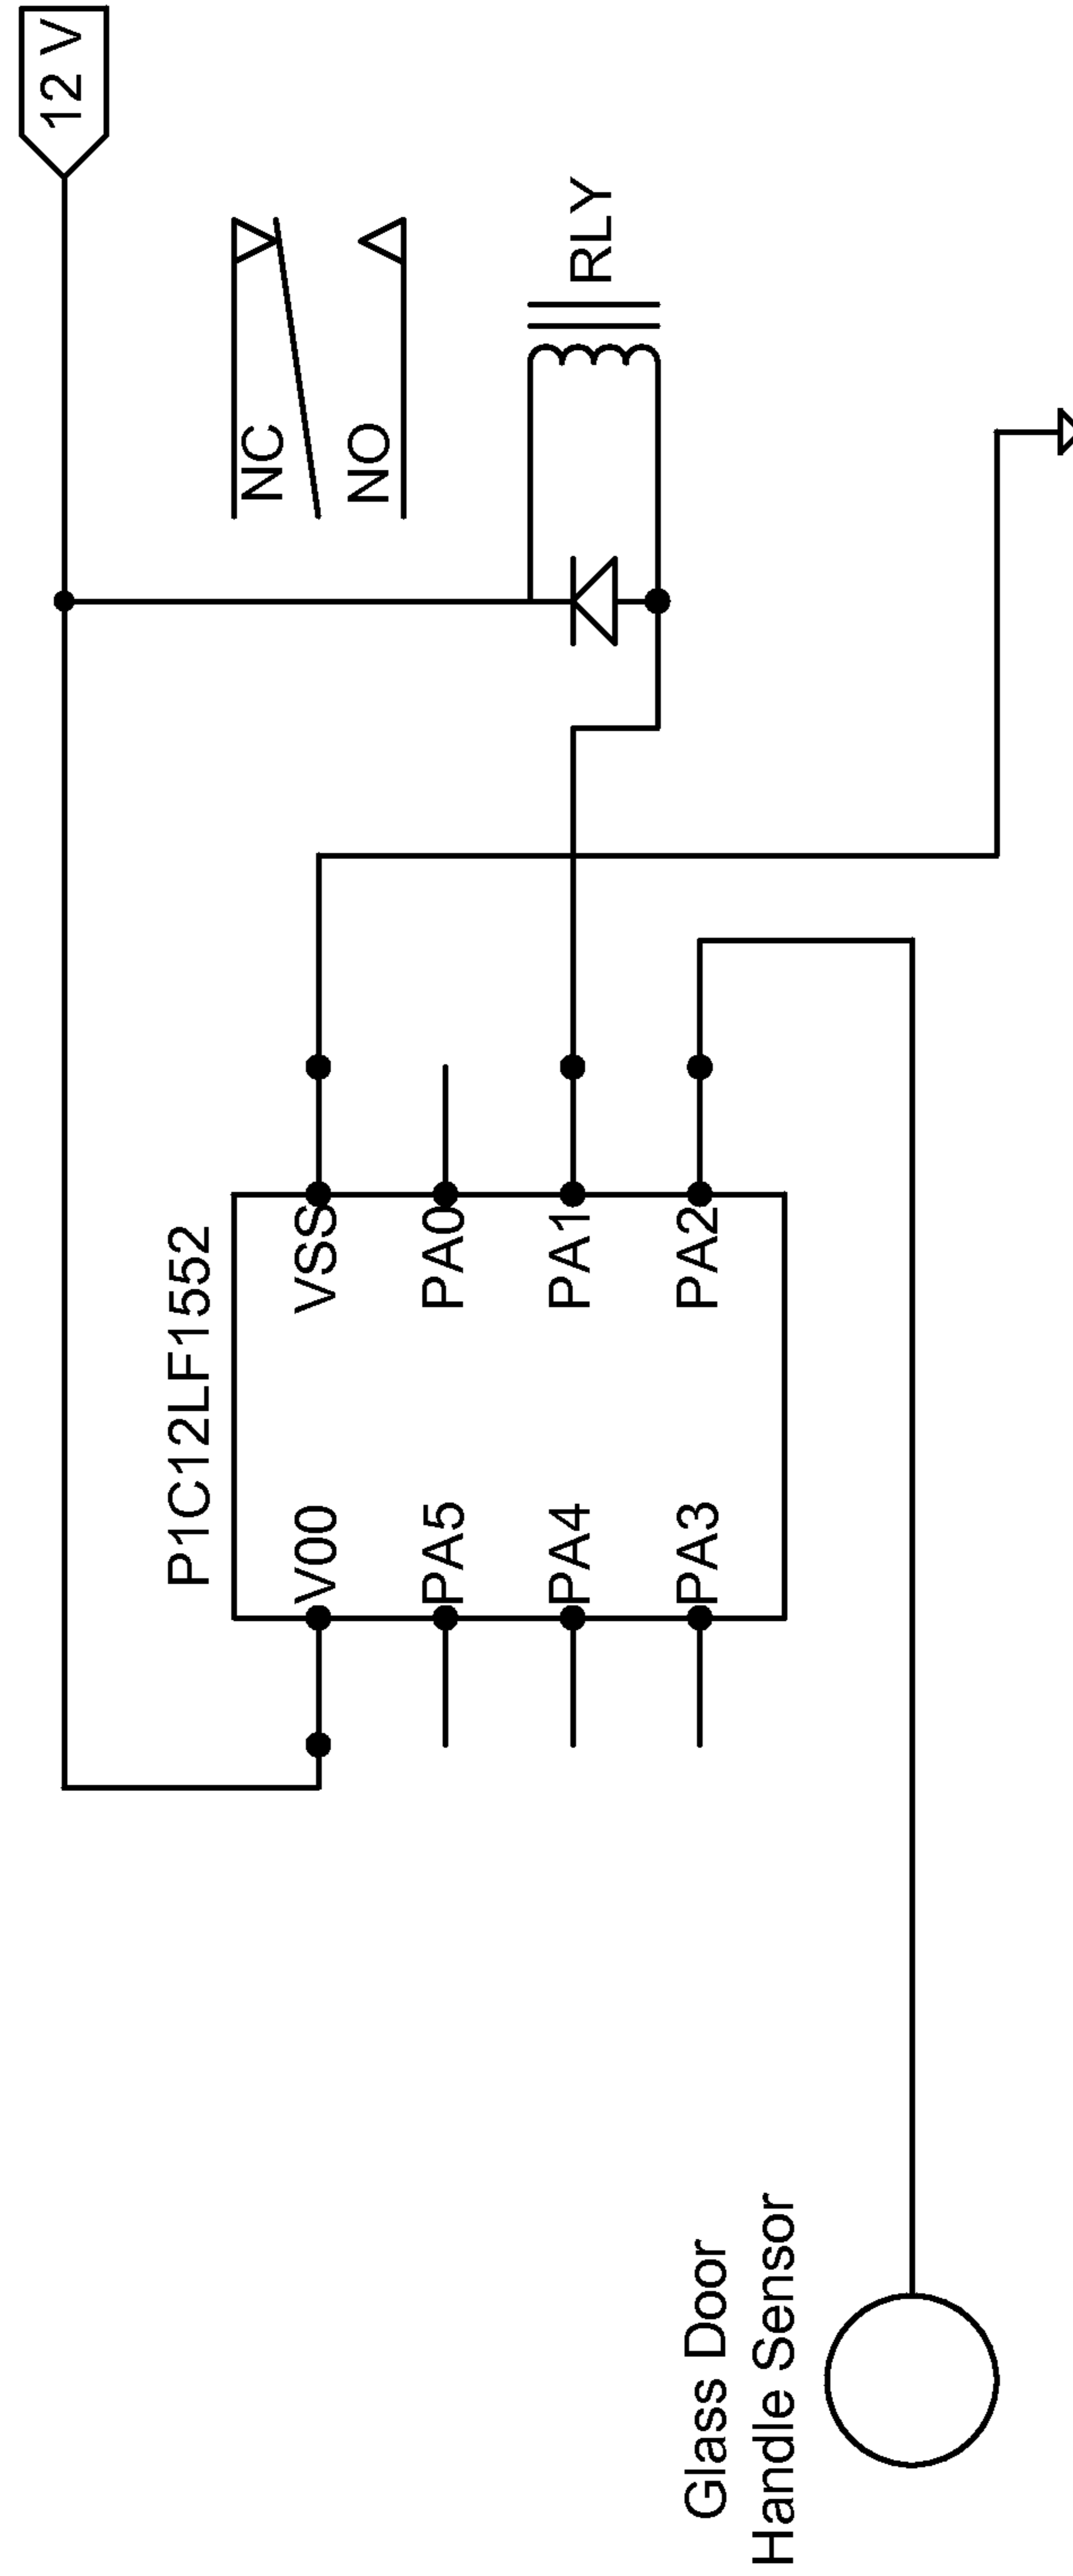 12 V
NC
NO
RLY
P1C12LF1552
V00
VSS
PA5
PA0
PA4
PA1
PA3
PA2
Glass Door
Handle Sensor